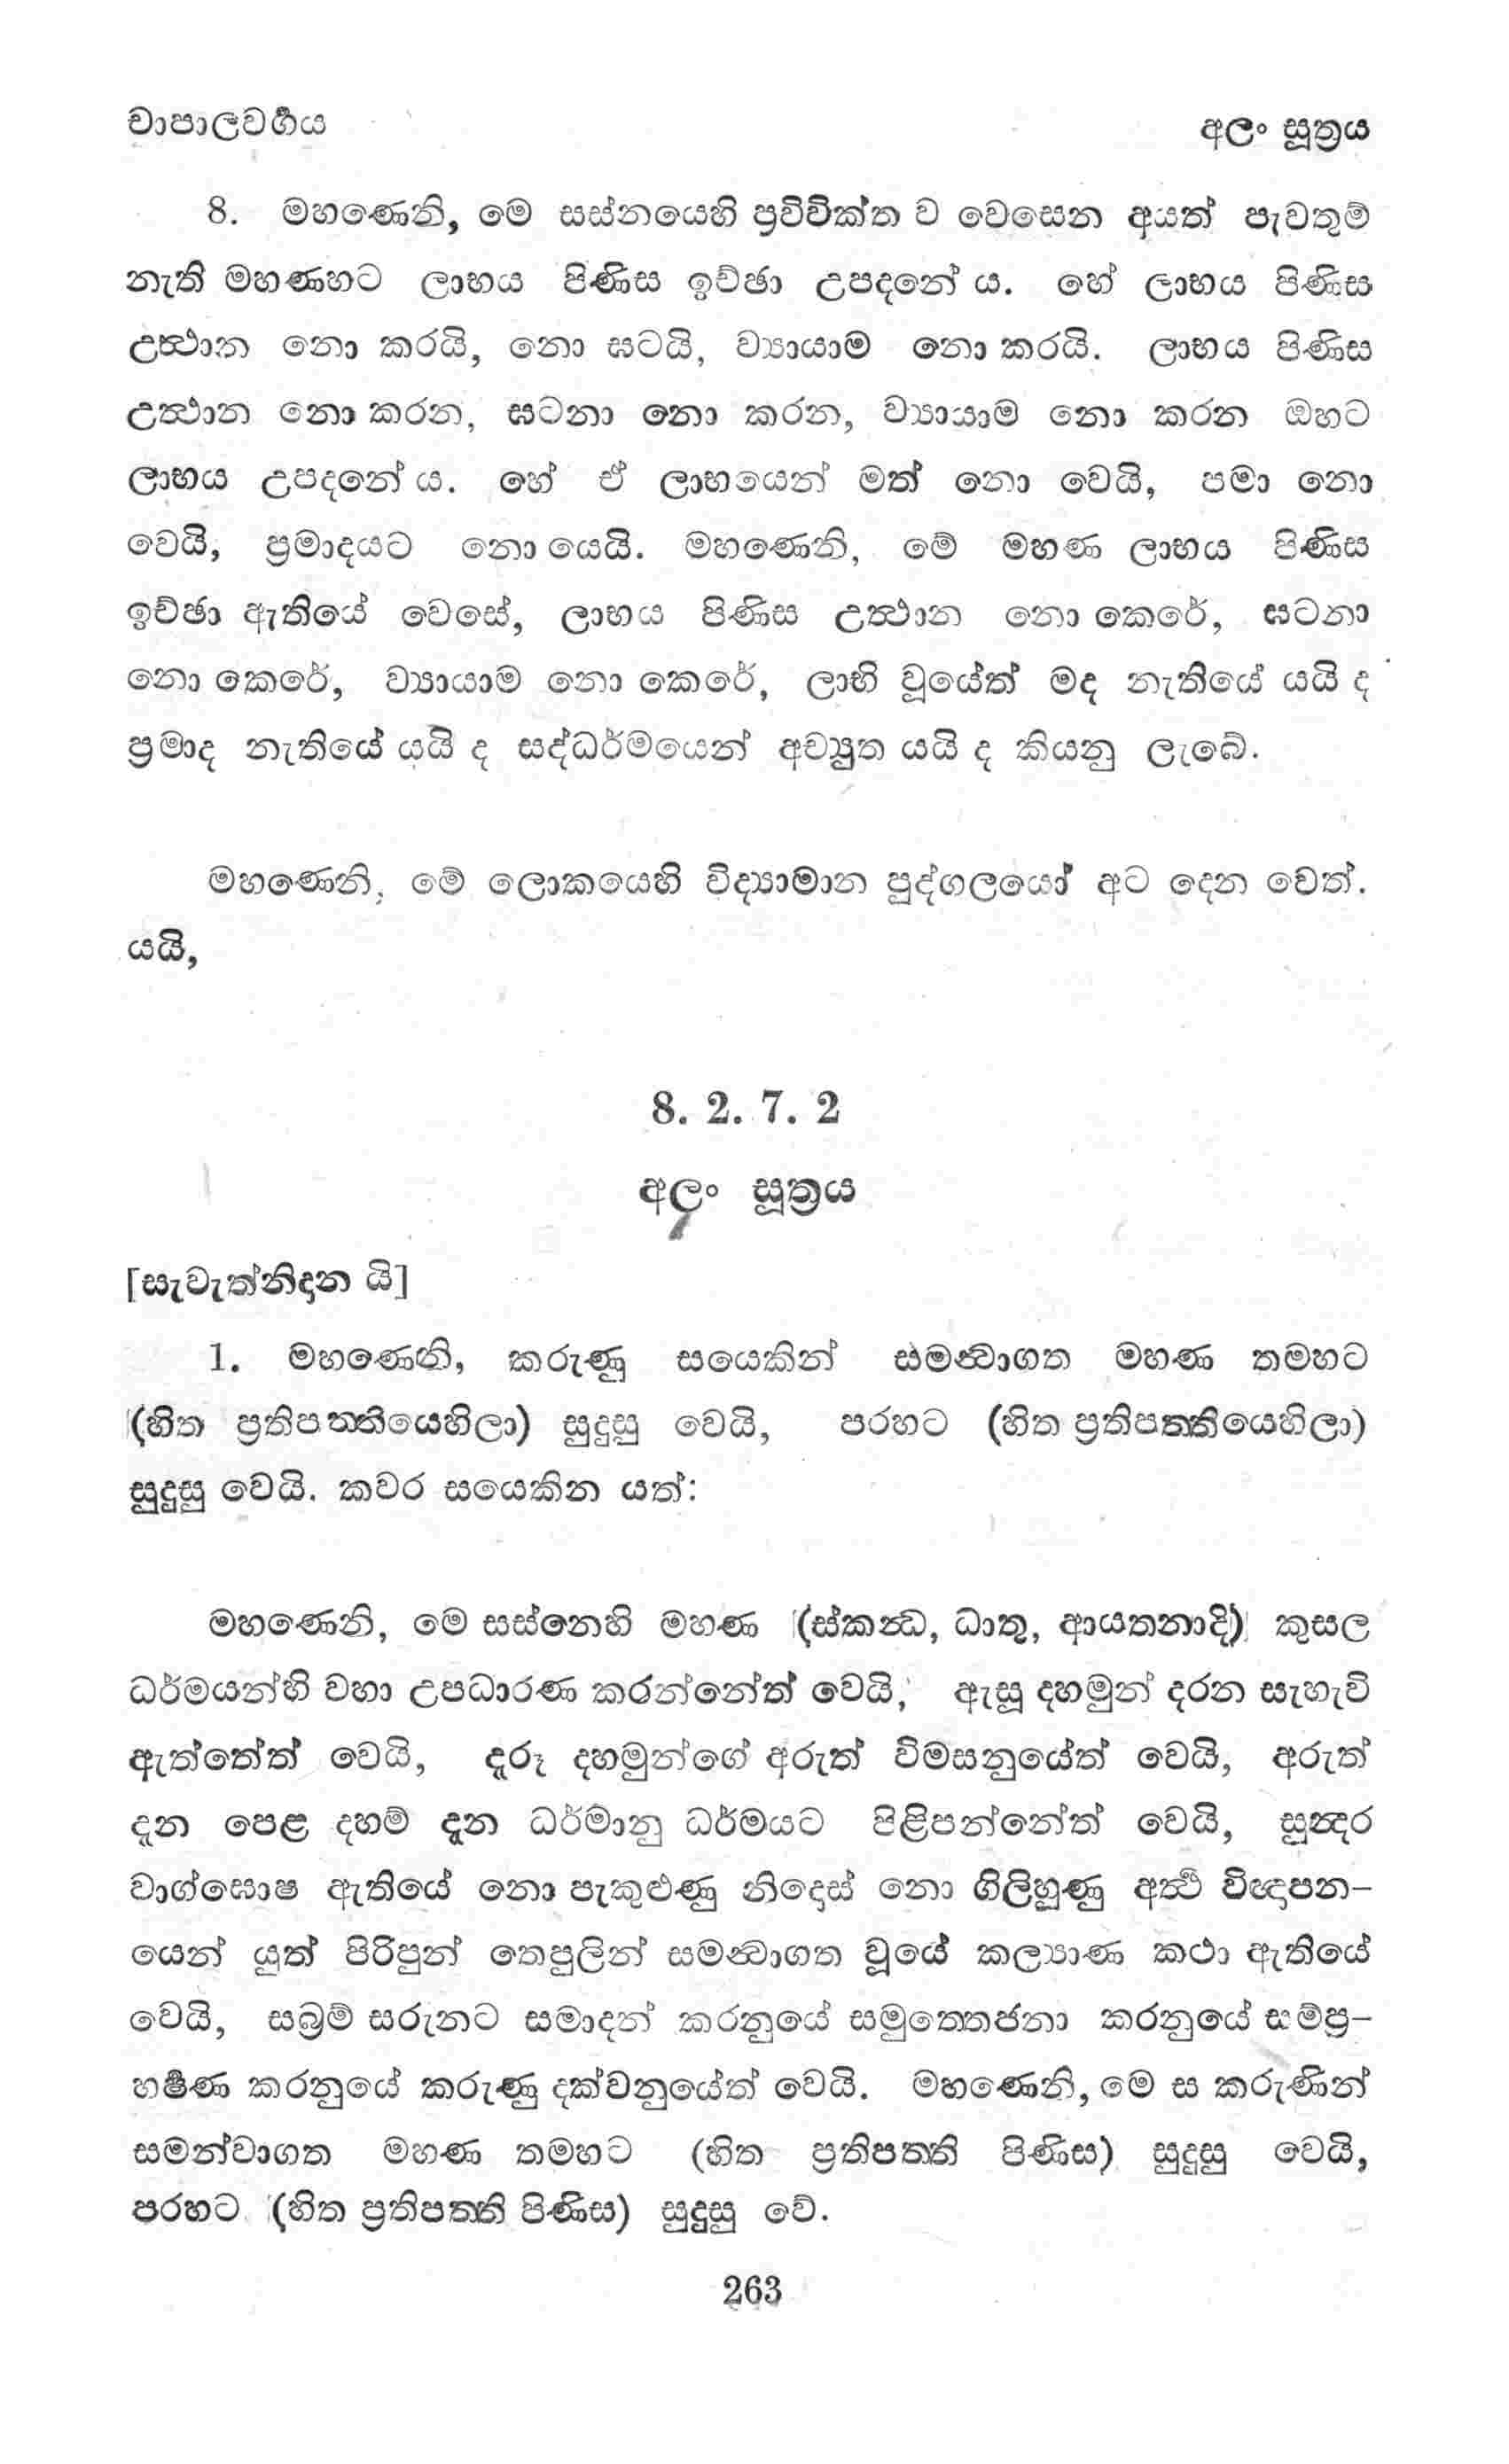 චාපාලවර්‍ගය
අලං සූත්‍රය
8. මහණෙනි, මෙ සස්නයෙහි ප්‍රවිවික්ත ව වෙසෙන අයත් පැවතුම්
නැති මහණහට ලාභය පිණිස ඉච්ඡා උපදනේ ය. හේ ලාභය පිණිස
උත්‍ථාන නො කරයි, නො ඝටයි, ව්‍යායාම නො කරයි. ලාභය පිණිස
උත්‍ථාන නො කරන, ඝටනා නො කරන, ව්‍යායාම නො කරන ඔහට
ලාභය උපදනේ ය. හේ ඒ ලාභයෙන් මත් නො වෙයි, පමා නො
වෙයි, ප්‍රමාදයට නො යෙයි. මහණෙනි, මේ මහණ ලාභය පිණිස
ඉච්ඡා ඇතියේ වෙසේ, ලාභය පිණිස උත්‍ථාන නො කෙරේ, ඝටනා
නො කෙරේ, ව්‍යායාම නො කෙරේ, ලාභි වූයේත් මද නැතියේ යයි ද
ප්‍රමාද නැතියේ යයි ද සද්ධර්මයෙන් අච්‍යුත යයි ද කියනු ලැබේ.
මහණෙනි, මේ ලොකයෙහි විද්‍යාමාන පුද්ගලයෝ අට දෙන වෙත්.
යයි,
8. 2. 7. 2
අලං සූත්‍රය
[සැවැත්නිදාන යි]
1. මහණෙනි, කරුණු සයෙකින් සමන්‍වාගත මහණ තමහට
(හිත ප්‍රතිපත්‍තියෙහිලා) සුදුසු වෙයි, පරහට (හිත ප්‍රතිපත්‍තියෙහිලා)
සුදුසු වෙයි. කවර සයෙකින යත්:
මහණෙනි, මෙ සස්නෙහි මහණ (ස්කන්‍ධ, ධාතු, ආයතනාදි) කුසල
ධර්මයන්හි වහා උපධාරණ කරන්නේත් වෙයි, ඇසූ දහමුන් දරන සැහැවි
ඇත්තේත් වෙයි, දැරූ දහමුන්ගේ අරුත් විමසනුයේත් වෙයි, අරුත්
දැන පෙළ දහම් දැන ධර්මානු ධර්මයට පිළිපන්නේත් වෙයි, සුන්‍දර
වාග්ඝොෂ ඇතියේ නො පැකුළුණු නිදොස් නො ගිලිහුණු අර්‍ත්‍ථ විඥාපන-
යෙන් යුත් පිරිපුන් තෙපුලින් සමන්‍වාගත වූයේ කල්‍යාණ කථා ඇතියේ
වෙයි, සබ්‍රම් සරුනට සමාදන් කරනුයේ සමුත්‍තෙජනා කරනුයේ සම්ප්‍ර-
හර්‍ෂණ කරනුයේ කරුණු දක්වනුයේත් වෙයි. මහණෙනි, මෙ ස කරුණින්
සමන්වාගත මහණ තමහට (හිත ප්‍රතිපත්‍ති පිණිස) සුදුසු වෙයි,
පරහට (හිත ප්‍රතිපත්‍ති පිණිස) සුදුසු වේ.
263